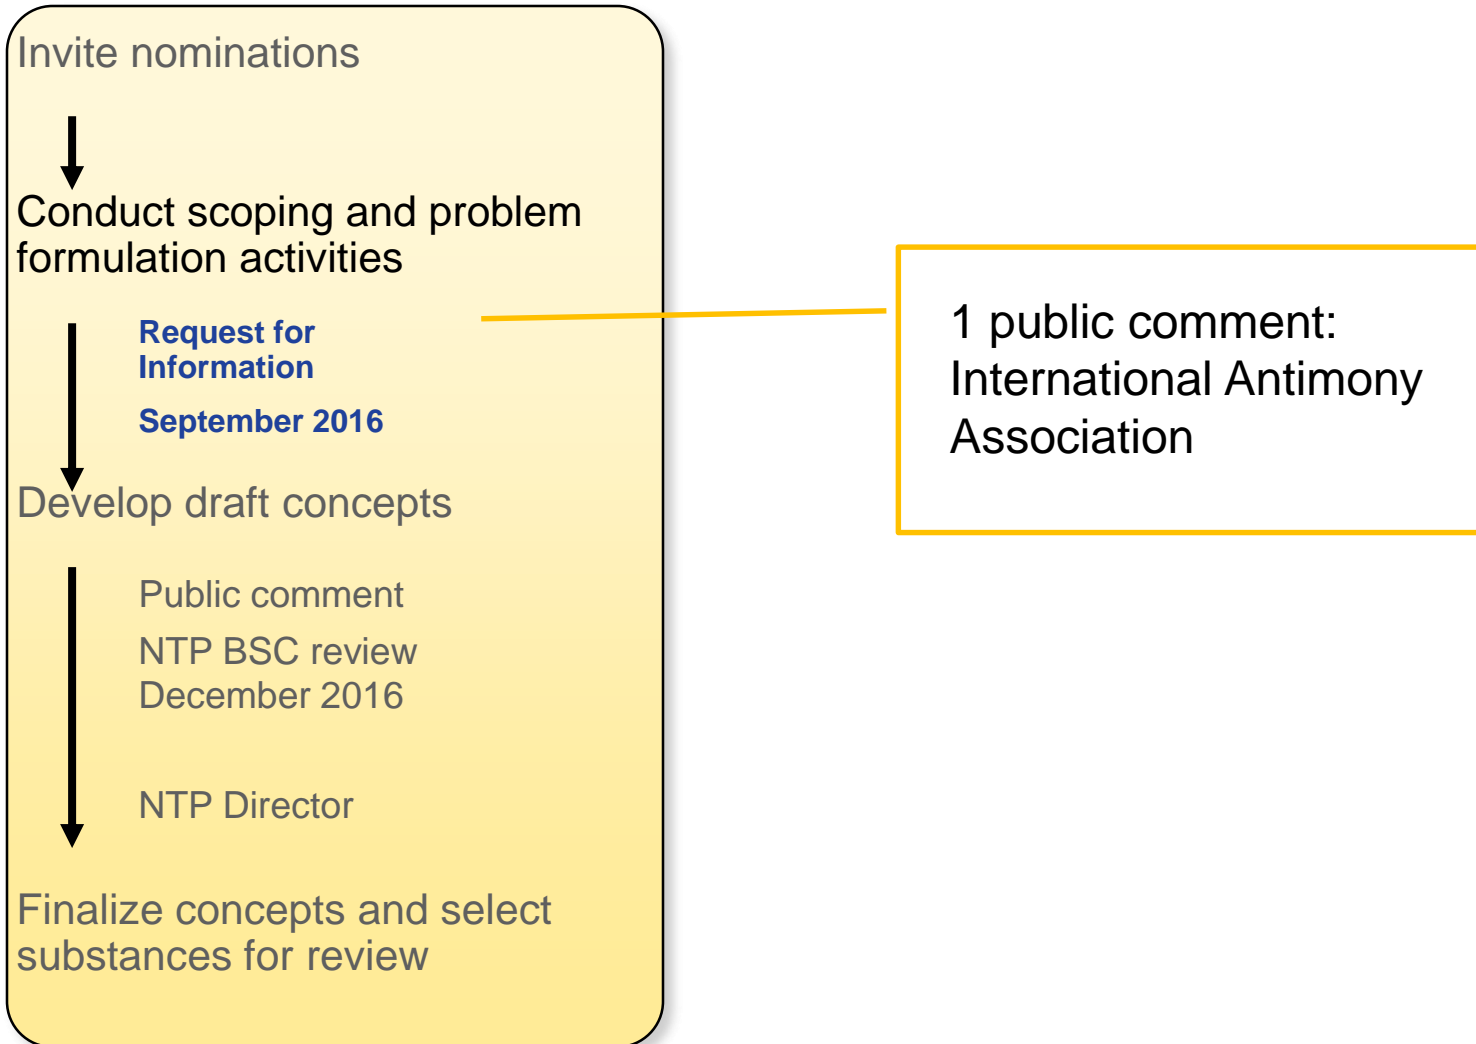 Invite nominations
Conduct scoping and problem
formulation activities
Request for
Information
September 2016
Develop draft concepts
Public comment
NTP BSC review
December 2016
NTP Director
Finalize concepts and select
substances for review
1 public comment:
International Antimony
Association